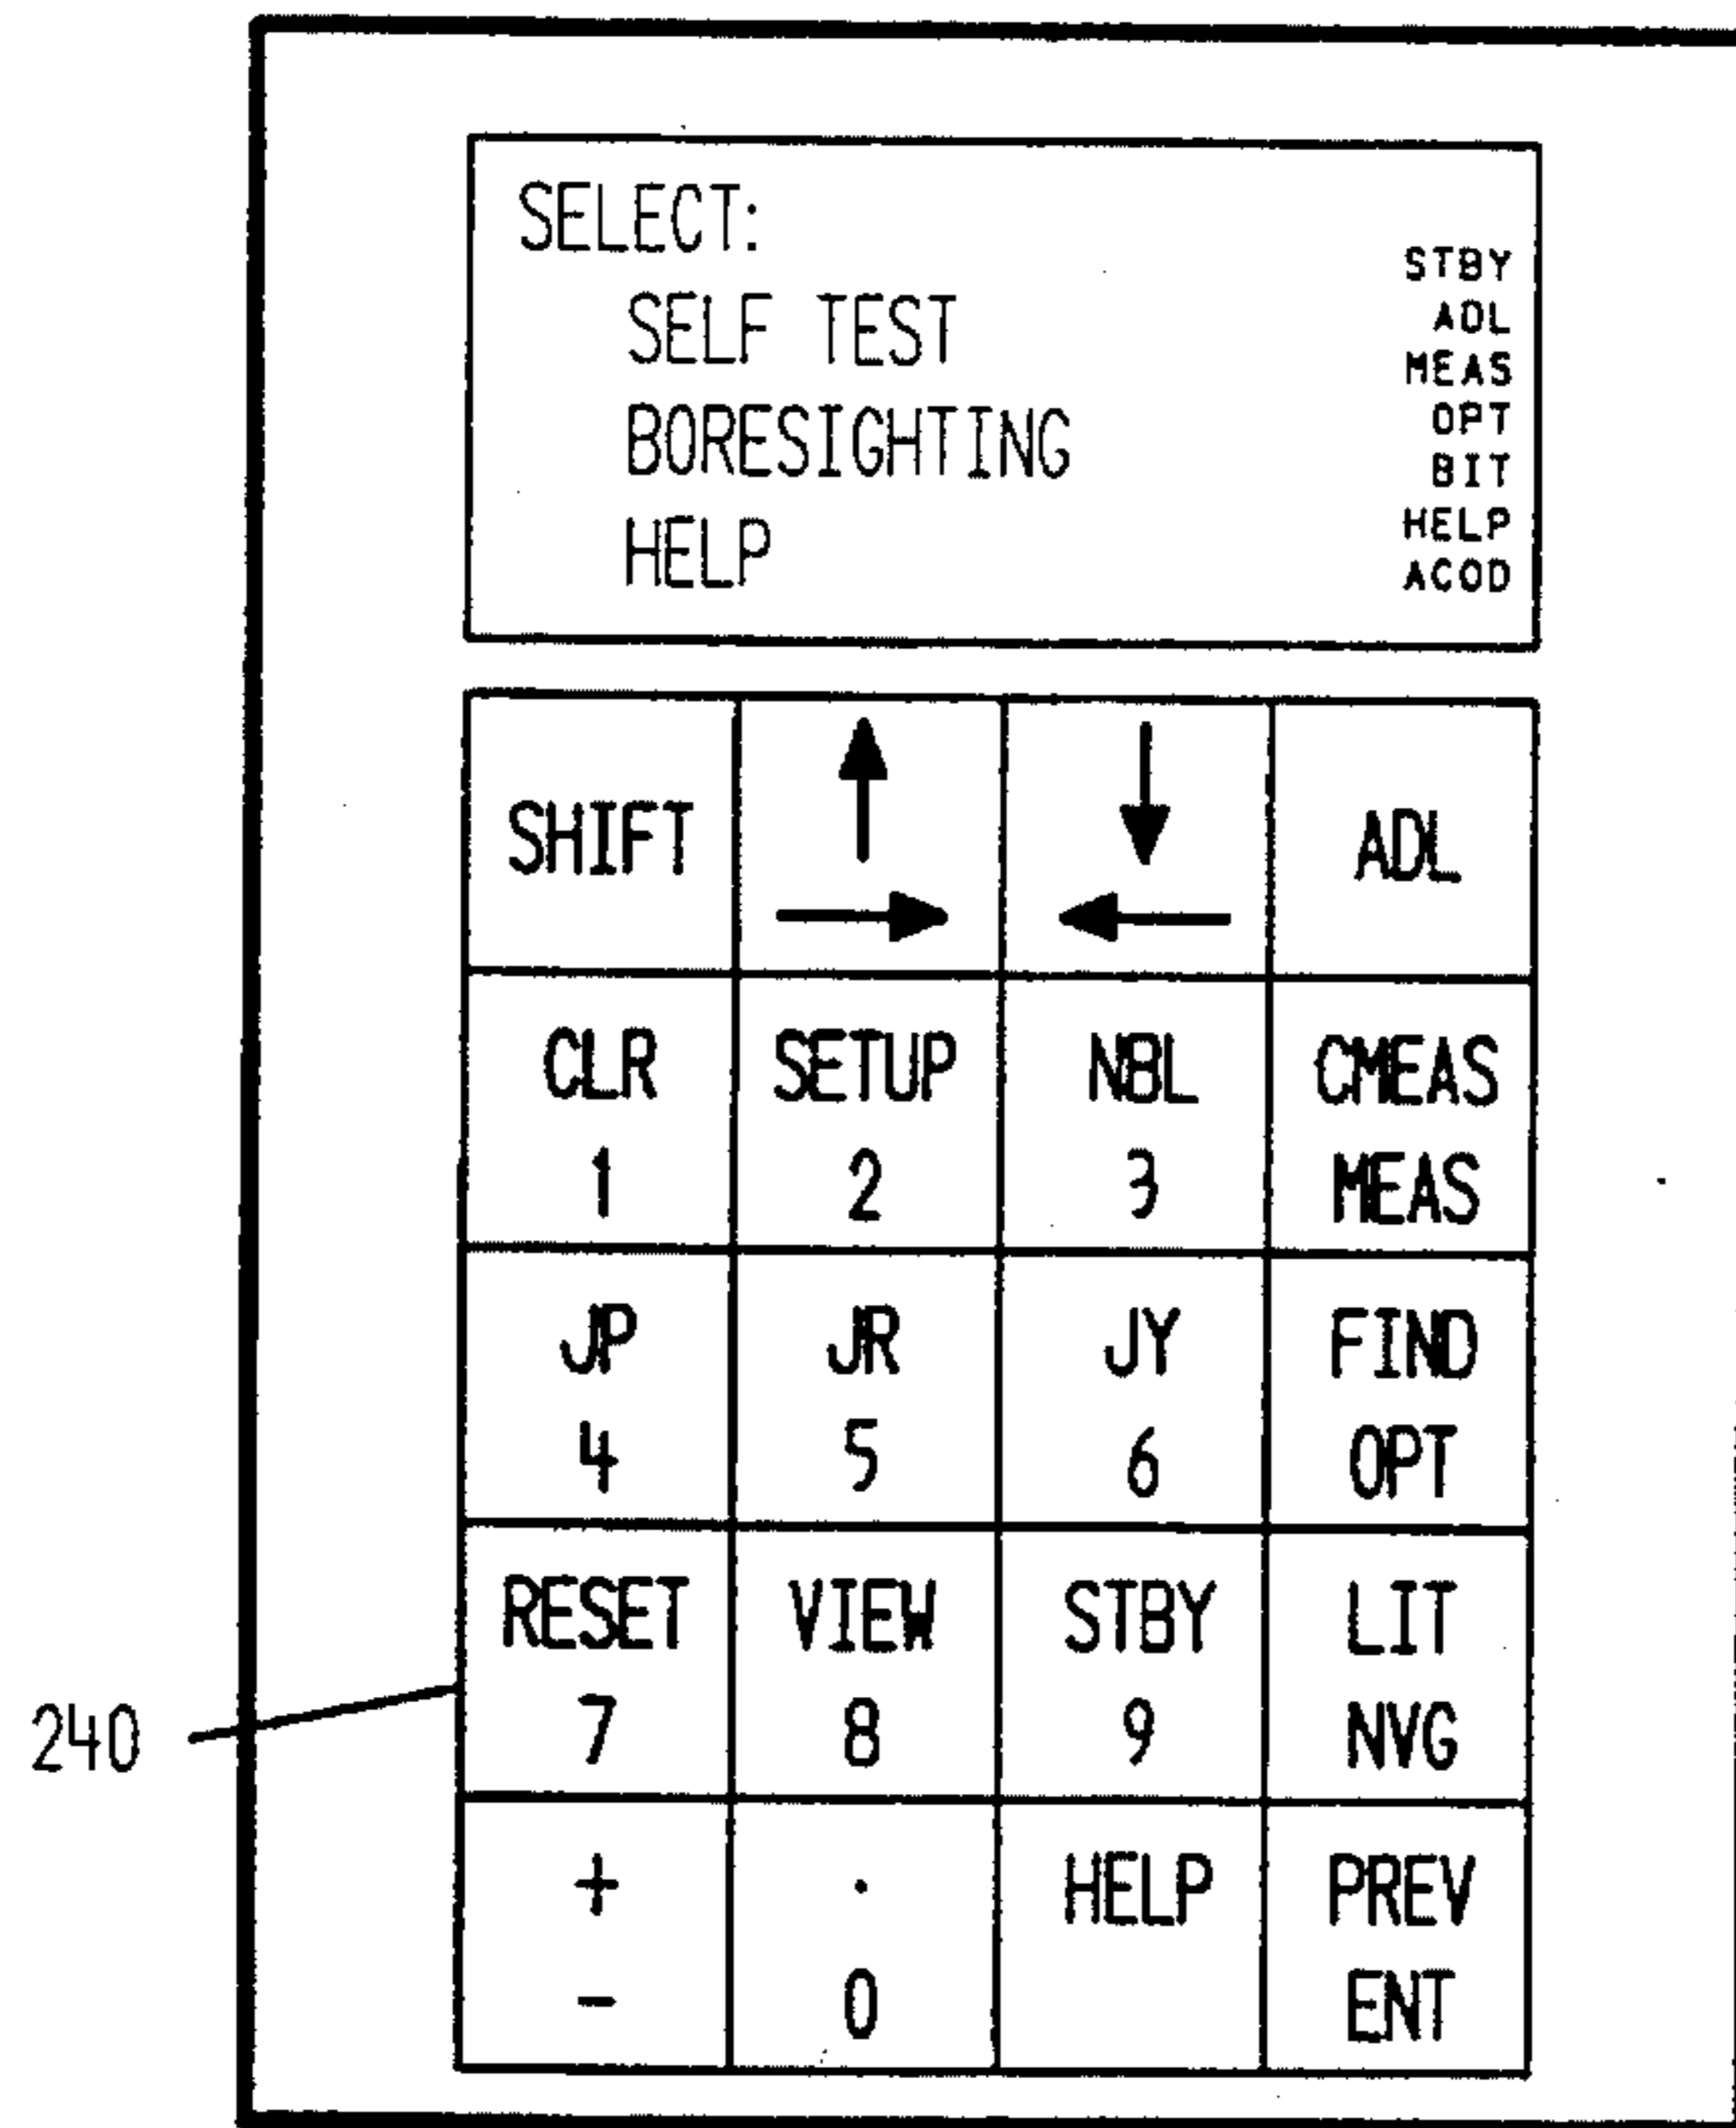 SELECT:
STBY
SELF TEST
ADL
MEAS
BORESIGHTING
OPT
BIT
HELP
HELP
ACOD
SHIFT ADL
CLR SETUP NBL CMEAS
1 2 3 MEAS
JP JR JY FIND
4 5 6 OPT
RESET VIEW STBY LIT
7 8 9 NVG
240
+ . HELP PREV
- 0 ENT